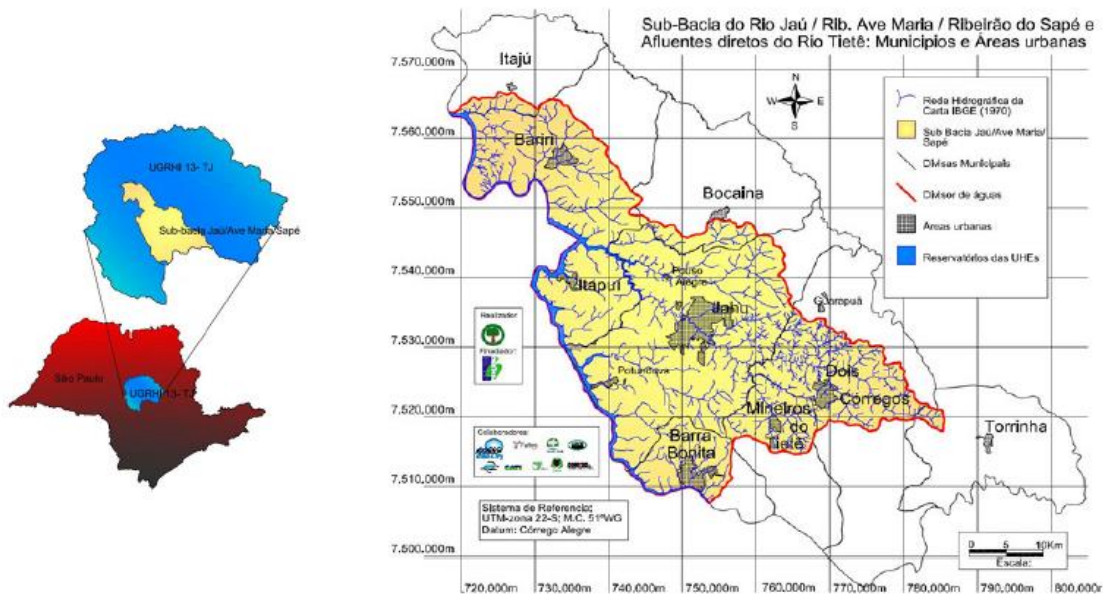 UGRHI 13- TJ
Sub-bacia Jaú/Ave Maria/Sapé
São Paulo
UGRHI 13- TJ
Sub-Bacia do Rio Jaú / Rib. Ave Maria / Ribeirão do Sapé e
Afluentes diretos do Rio Tietê: Municipios e Áreas urbanas
7.570,000m
7.560,000m
7.550,000m
7.540,000m
7.530,000m
7.520,000m
7.510,000m
7.500,000m
720,000m
730,000m
740,000m
750,000m
760,000m
770,000m
780,000m
790,000m
800,000m
Itajú
Bariri
Bocaina
Itapuí
Pouso
Alegre
Jahu
Guarapuá
Potunduva
Dois
Córregos
Mineiros
do
Tietê
Barra
Bonita
Torrinha
N
W
E
S
Rede Hidrográfica da
Carta IBGE (1970)
Sub Bacia Jaú/Ave Maria/
Sapé
Divisas Municipais
Divisor de águas
Áreas urbanas
Reservatórios das UHEs
Realizador
Colaboradores:
Sistema de Referencia:
UTM-zona 22-S; M.C. 51ºWG
Datum: Córrego Alegre
0 5 10Km
Escala: